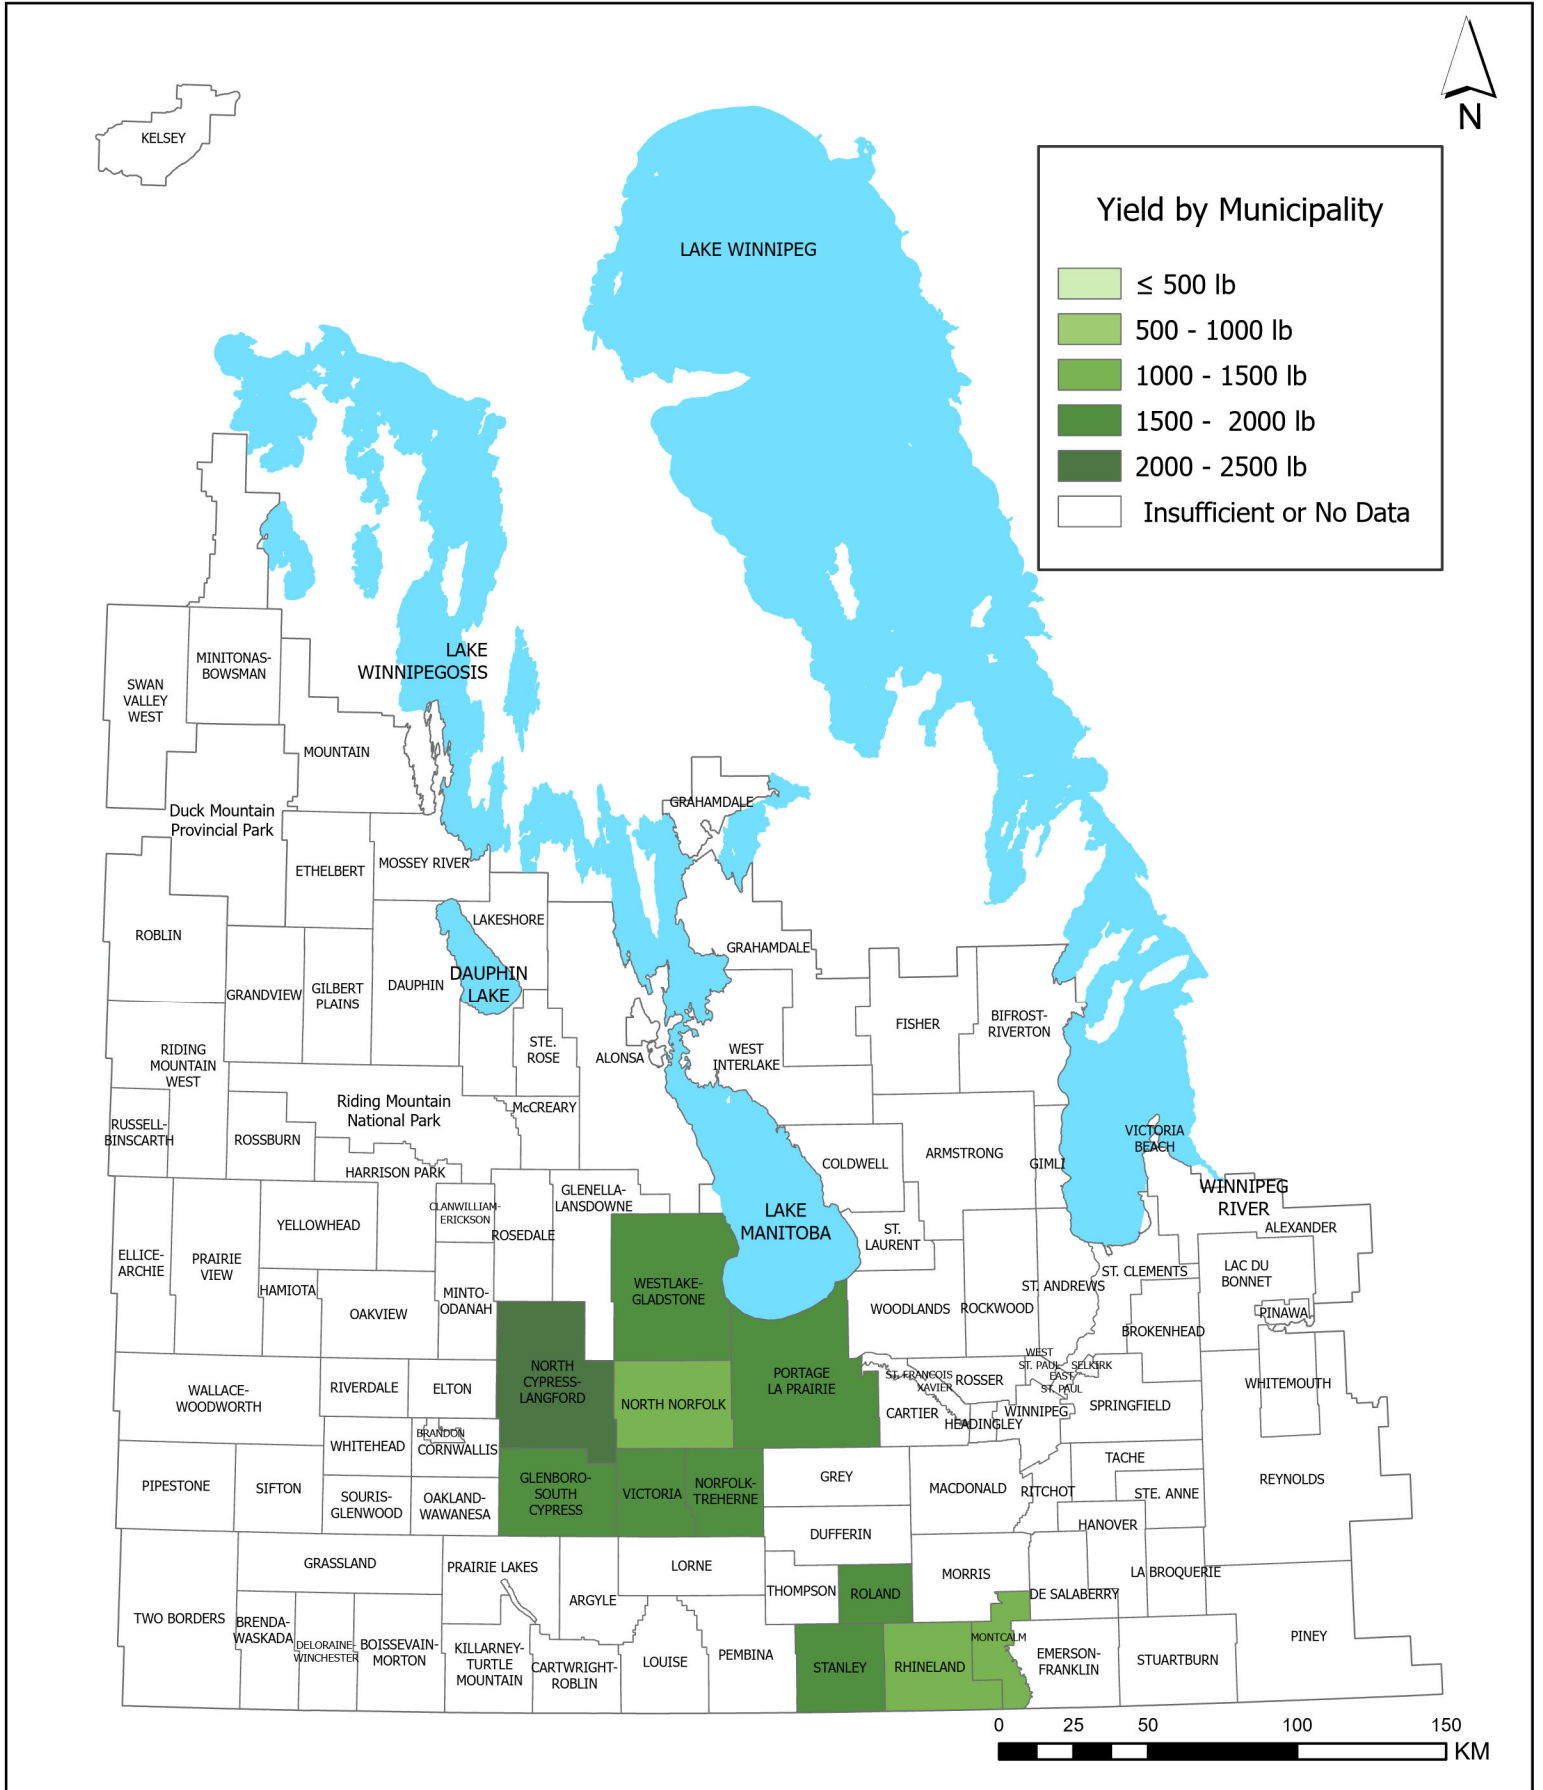 N
KELSEY
LAKE WINNIPEG
Yield by Municipality
≤ 500 lb
500 - 1000 lb
1000 - 1500 lb
1500 - 2000 lb
2000 - 2500 lb
Insufficient or No Data
LAKE
WINNIPEGOSIS
MINITONAS-
BOWSMAN
SWAN
VALLEY
WEST
MOUNTAIN
Duck Mountain
Provincial Park
GRAHAMDALE
ETHELBERT
MOSSEY RIVER
LAKESHORE
ROBLIN
GRAHAMDALE
DAUPHIN
LAKE
GRANDVIEW
GILBERT
PLAINS
DAUPHIN
FISHER
BIFROST-
RIVERTON
STE.
ROSE
ALONSA
WEST
INTERLAKE
RIDING
MOUNTAIN
WEST
Riding Mountain
National Park
McCREARY
RUSSELL-
BINSCARTH
ROSSBURN
VICTORIA
BEACH
HARRISON PARK
COLDWELL
ARMSTRONG
GIMLI
CLANWILLIAM-
ERICKSON
GLENELLA-
LANSDOWNE
LAKE
MANITOBA
WINNIPEG
RIVER
ALEXANDER
YELLOWHEAD
ROSEDALE
ST.
LAURENT
ELLICE-
ARCHIE
PRAIRIE
VIEW
HAMIOTA
MINTO-
ODANAH
WESTLAKE-
GLADSTONE
ST. ANDREWS
ST. CLEMENTS
LAC DU
BONNET
OAKVIEW
WOODLANDS
ROCKWOOD
PINAWA
BROKENHEAD
NORTH
CYPRESS-
LANGFORD
PORTAGE
LA PRAIRIE
WEST
ST. PAUL
SELKIRK
EAST
ST. PAUL
ST. FRANCOIS
XAVIER
ROSSER
WALLACE-
WOODWORTH
RIVERDALE
ELTON
NORTH NORFOLK
CARTIER
HEADINGLEY
WINNIPEG
SPRINGFIELD
WHITEMOUTH
WHITEHEAD
BRANDON
CORNWALLIS
PIPESTONE
SIFTON
SOURIS-
GLENWOOD
OAKLAND-
WAWANESA
GLENBORO-
SOUTH
CYPRESS
VICTORIA
NORFOLK-
TREHERNE
GREY
MACDONALD
RITCHOT
TACHE
STE. ANNE
REYNOLDS
DUFFERIN
HANOVER
GRASSLAND
PRAIRIE LAKES
LORNE
MORRIS
LA BROQUERIE
ARGYLE
THOMPSON
ROLAND
DE SALABERRY
TWO BORDERS
BRENDA-
WASKADA
DELORAINE-
WINCHESTER
BOISSEVAIN-
MORTON
KILLARNEY-
TURTLE
MOUNTAIN
CARTWRIGHT-
ROBLIN
LOUISE
PEMBINA
STANLEY
RHINELAND
MONTCALM
EMERSON-
FRANKLIN
STUARTBURN
PINEY
0 25 50 100 150
KM